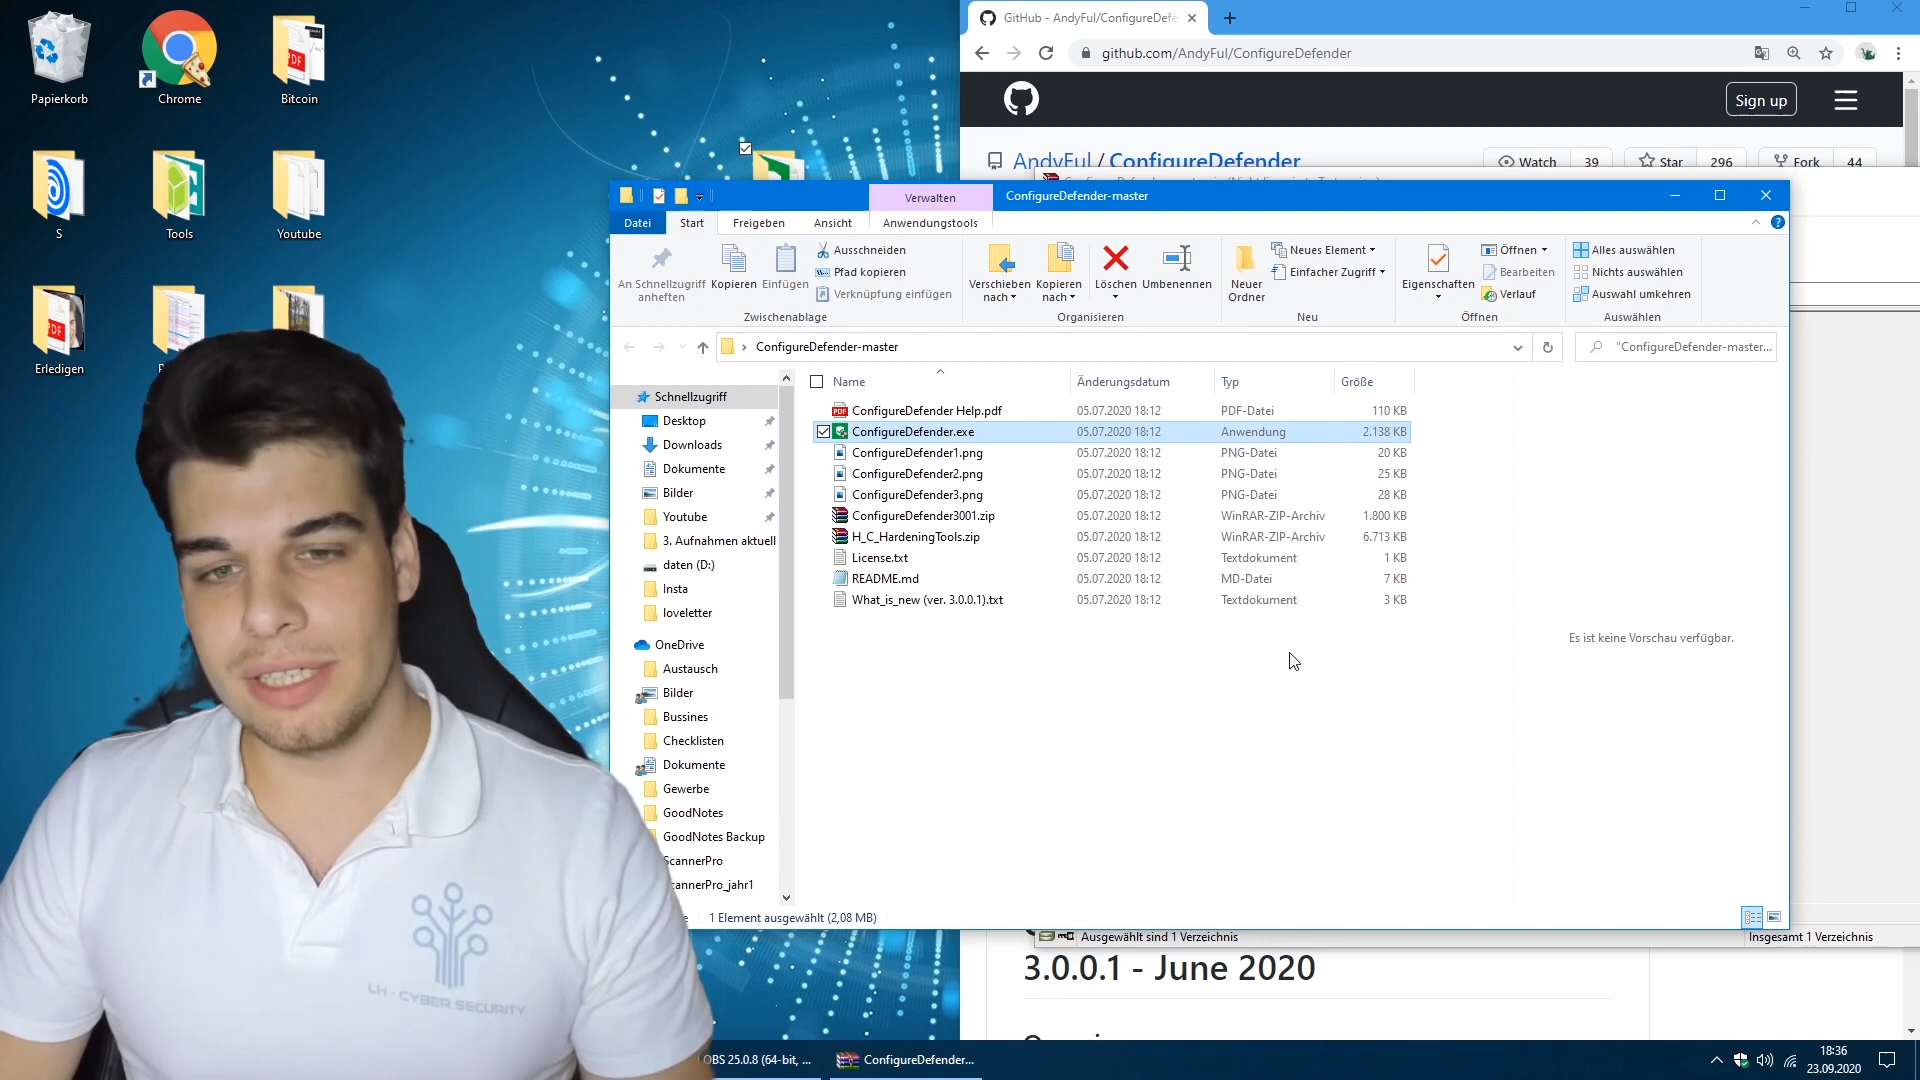 Papierkorb
Chrome
Bitcoin
S
Tools
Youtube
Erledigen
GitHub - AndyFul/ConfigureDefe
github.com/AndyFul/ConfigureDefender
Sign up
AndyFul / ConfigureDefender
Watch 39
Star 296
Fork 44
Verwalten
ConfigureDefender-master
Datei
Start
Freigeben
Ansicht
Anwendungstools
An Schnellzugriff anheften
Kopieren
Einfügen
Ausschneiden
Pfad kopieren
Verknüpfung einfügen
Zwischenablage
Verschieben nach
Kopieren nach
Löschen
Umbenennen
Organisieren
Neuer Ordner
Neues Element
Einfacher Zugriff
Neu
Eigenschaften
Öffnen
Bearbeiten
Verlauf
Öffnen
Alles auswählen
Nichts auswählen
Auswahl umkehren
Auswählen
ConfigureDefender-master
"ConfigureDefender-master...
Name Änderungsdatum Typ Größe
ConfigureDefender Help.pdf 05.07.2020 18:12 PDF-Datei 110 KB
ConfigureDefender.exe 05.07.2020 18:12 Anwendung 2.138 KB
ConfigureDefender1.png 05.07.2020 18:12 PNG-Datei 20 KB
ConfigureDefender2.png 05.07.2020 18:12 PNG-Datei 25 KB
ConfigureDefender3.png 05.07.2020 18:12 PNG-Datei 28 KB
ConfigureDefender3001.zip 05.07.2020 18:12 WinRAR-ZIP-Archiv 1.800 KB
H_C_HardeningTools.zip 05.07.2020 18:12 WinRAR-ZIP-Archiv 6.713 KB
License.txt 05.07.2020 18:12 Textdokument 1 KB
README.md 05.07.2020 18:12 MD-Datei 7 KB
What_is_new (ver. 3.0.0.1).txt 05.07.2020 18:12 Textdokument 3 KB
Es ist keine Vorschau verfügbar.
Schnellzugriff
Desktop
Downloads
Dokumente
Bilder
Youtube
3. Aufnahmen aktuell
daten (D:)
Insta
loveletter
OneDrive
Austausch
Bilder
Bussines
Checklisten
Dokumente
Gewerbe
GoodNotes
GoodNotes Backup
ScannerPro
cannerPro_jahr1
1 Element ausgewählt (2,08 MB)
Ausgewählt sind 1 Verzeichnis
Insgesamt 1 Verzeichnis
3.0.0.1 - June 2020
LH - CYBER SECURITY
OBS 25.0.8 (64-bit, ...
ConfigureDefender...
18:36
23.09.2020